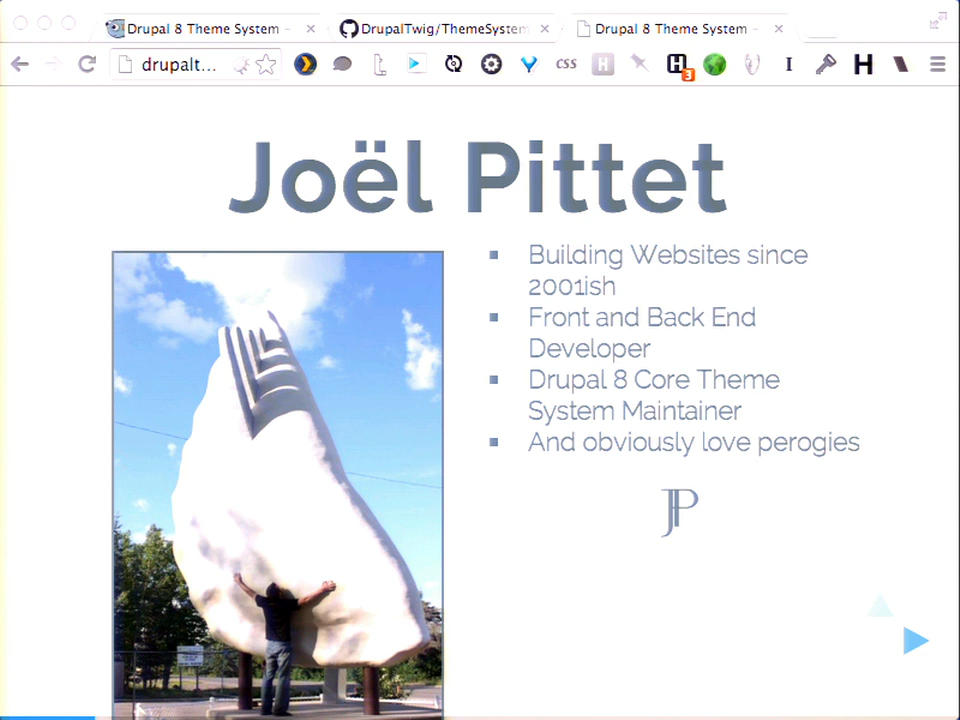 Drupal 8 Theme System -
DrupalTwig/ThemeSystem
Drupal 8 Theme System -
drupalt...
css
H
H
3
I
H
Joël Pittet
Building Websites since
2001ish
Front and Back End
Developer
Drupal 8 Core Theme
System Maintainer
And obviously love perogies
JP